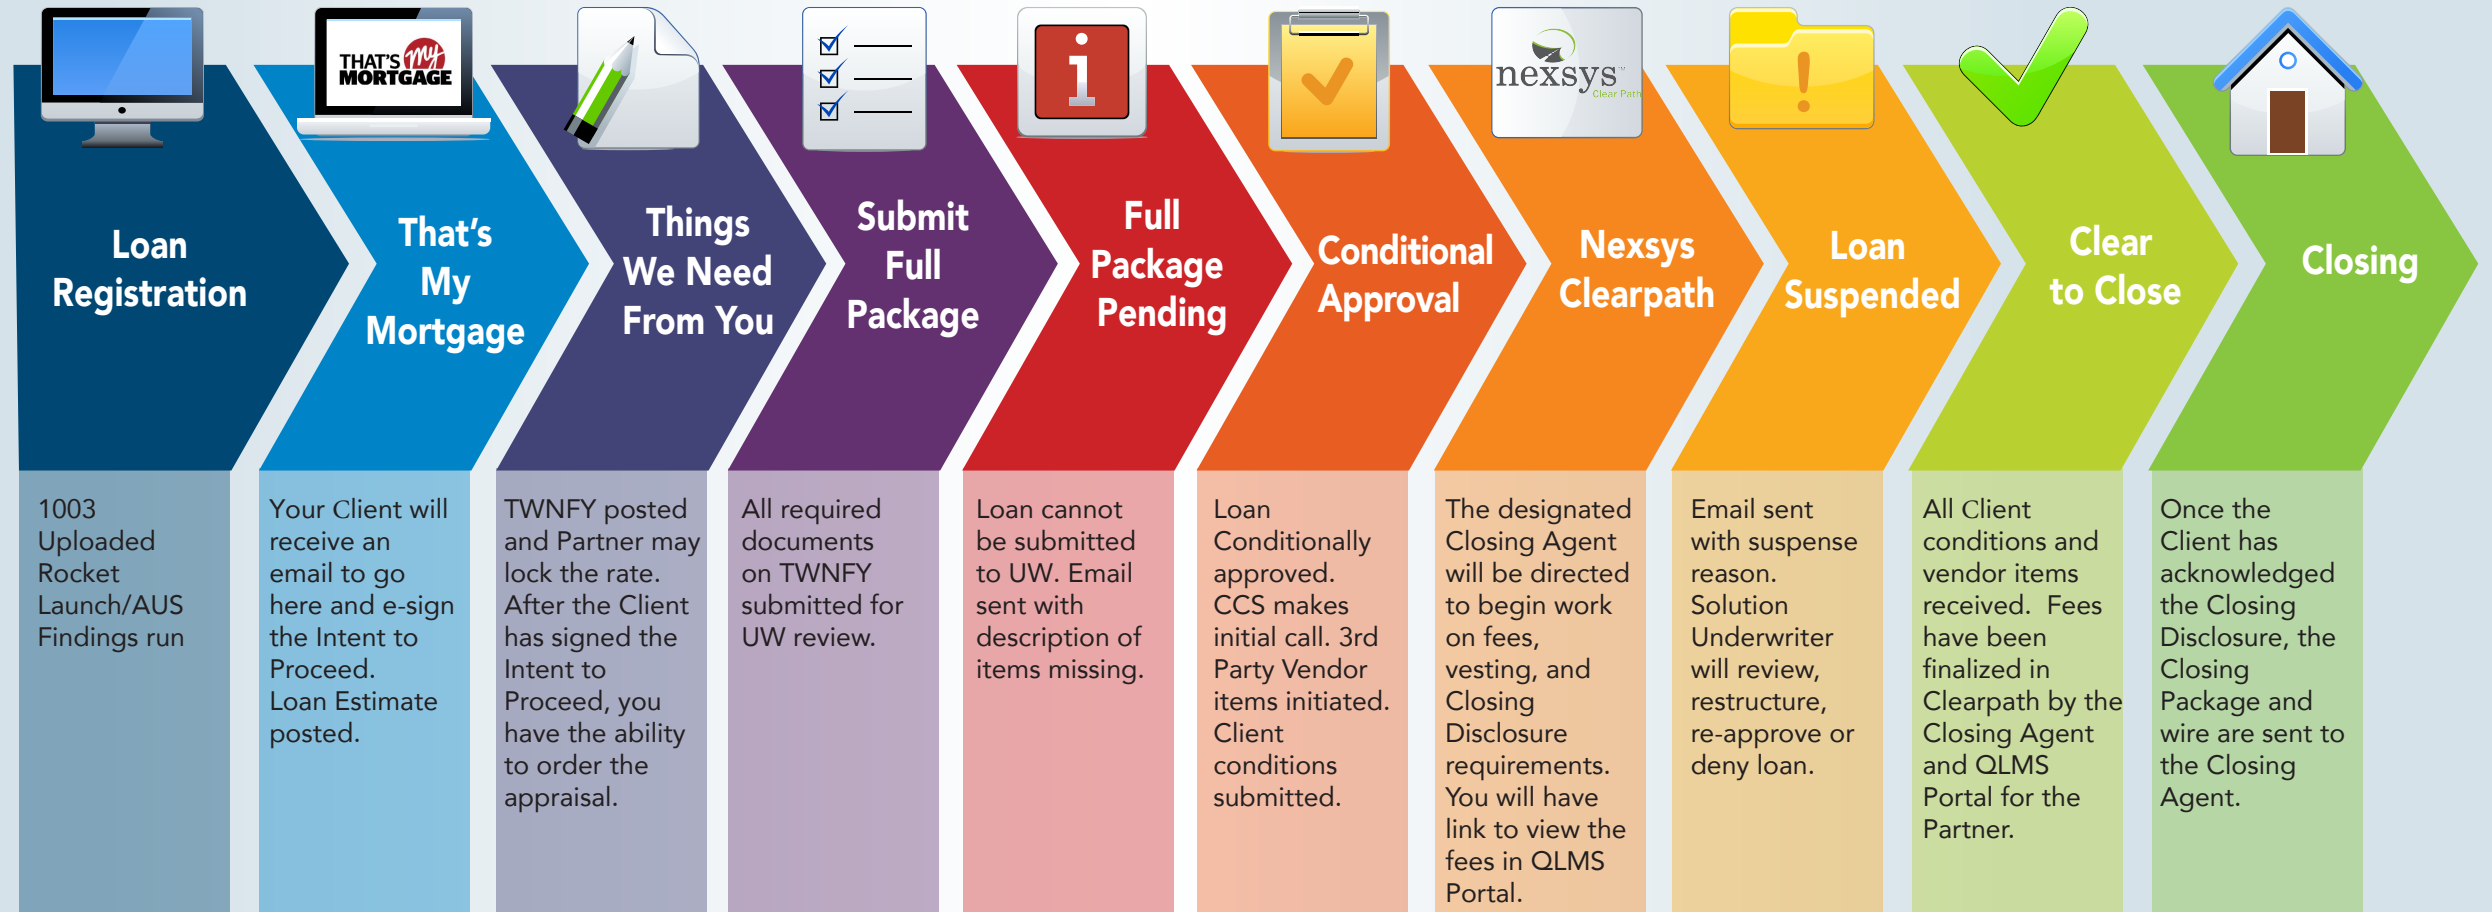 THAT'S my
MORTGAGE
i
nexsys™
Clear Path
!
Loan
Registration
That's
My
Mortgage
Things
We Need
From You
Submit
Full
Package
Full
Package
Pending
Conditional
Approval
Nexsys
Clearpath
Loan
Suspended
Clear
to Close
Closing
1003
Uploaded
Rocket
Launch/AUS
Findings run
Your Client will
receive an
email to go
here and e-sign
the Intent to
Proceed.
Loan Estimate
posted.
TWNFY posted
and Partner may
lock the rate.
After the Client
has signed the
Intent to
Proceed, you
have the ability
to order the
appraisal.
All required
documents
on TWNFY
submitted for
UW review.
Loan cannot
be submitted
to UW. Email
sent with
description of
items missing.
Loan
Conditionally
approved.
CCS makes
initial call. 3rd
Party Vendor
items initiated.
Client
conditions
submitted.
The designated
Closing Agent
will be directed
to begin work
on fees,
vesting, and
Closing
Disclosure
requirements.
You will have
link to view the
fees in QLMS
Portal.
Email sent
with suspense
reason.
Solution
Underwriter
will review,
restructure,
re-approve or
deny loan.
All Client
conditions and
vendor items
received.  Fees
have been
finalized in
Clearpath by the
Closing Agent
and QLMS
Portal for the
Partner.
Once the
Client has
acknowledged
the Closing
Disclosure, the
Closing
Package and
wire are sent to
the Closing
Agent.